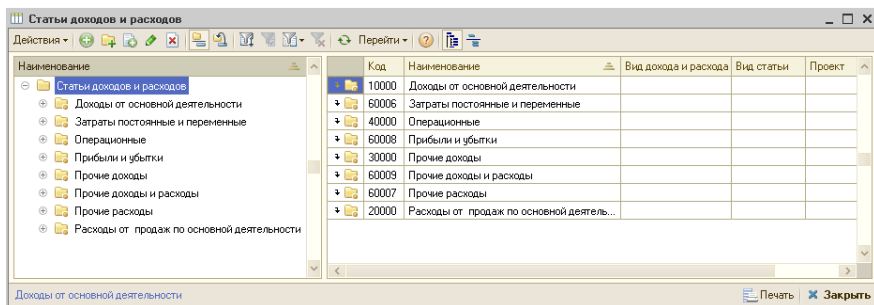 Статьи доходов и расходов
Действия Перейти
Наименование
Статьи доходов и расходов
Доходы от основной деятельности
Затраты постоянные и переменные
Операционные
Прибыли и убытки
Прочие доходы
Прочие доходы и расходы
Прочие расходы
Расходы от продаж по основной деятельности
Код Наименование Вид дохода и расхода Вид статьи Проект
10000 Доходы от основной деятельности
60006 Затраты постоянные и переменные
40000 Операционные
60008 Прибыли и убытки
30000 Прочие доходы
60009 Прочие доходы и расходы
60007 Прочие расходы
20000 Расходы от продаж по основной деятель...
Доходы от основной деятельности Печать Закрыть